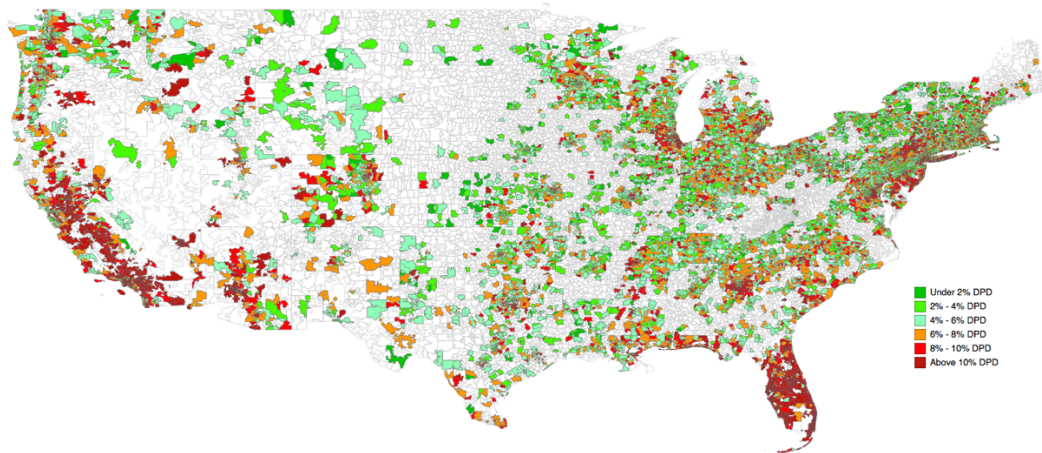 Under 2% DPD
2% - 4% DPD
4% - 6% DPD
6% - 8% DPD
8% - 10% DPD
Above 10% DPD